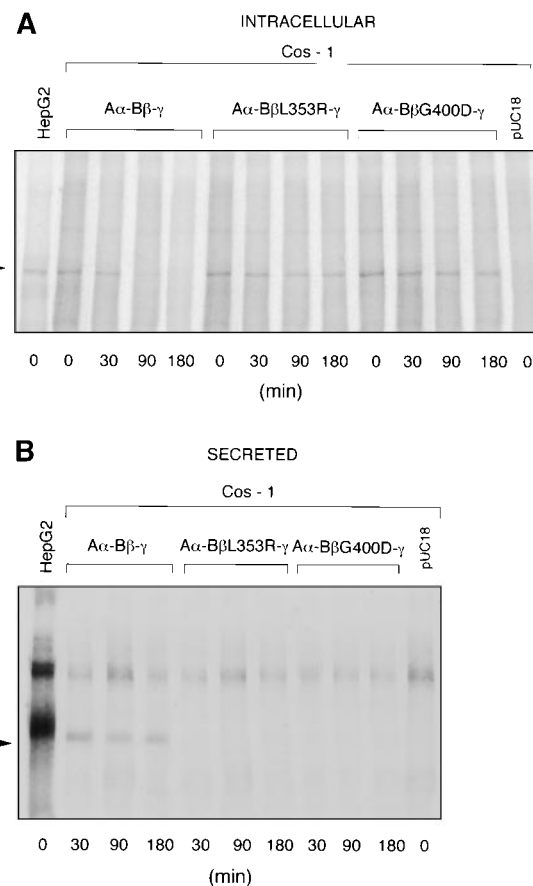 A
INTRACELLULAR
Cos - 1
HepG2
Aα-Bβ-γ
Aα-BβL353R-γ
Aα-BβG400D-γ
pUC18
0 0 30 90 180 0 30 90 180 0 30 90 180 0
(min)
B
SECRETED
Cos - 1
HepG2
Aα-Bβ-γ
Aα-BβL353R-γ
Aα-BβG400D-γ
pUC18
0 30 90 180 30 90 180 30 90 180 0
(min)